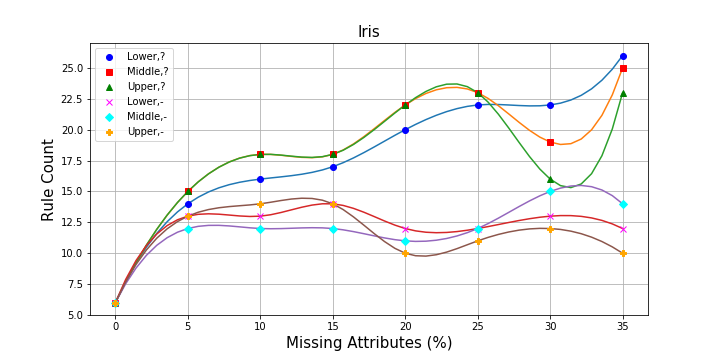 Iris
Lower,?
Middle,?
Upper,?
Lower,-
Middle,-
Upper,-
Rule Count
25.0
22.5
20.0
17.5
15.0
12.5
10.0
7.5
5.0
0 5 10 15 20 25 30 35
Missing Attributes (%)